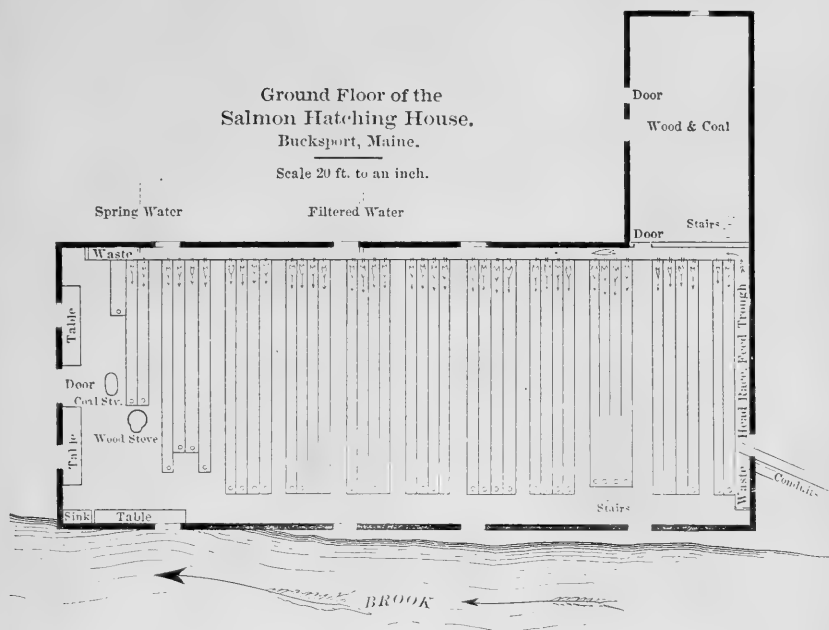 Ground Floor of the
Salmon Hatching House.
Bucksport, Maine.
Scale 20 ft. to an inch.
Door
Wood & Coal
Spring Water
Filtered Water
Stairs
Door
Waste
Table
Head Race, Feed Trough
Door
Coal Stv.
Wood Stove
Table
Waste
Conduits
Sink
Table
Stairs
BROOK